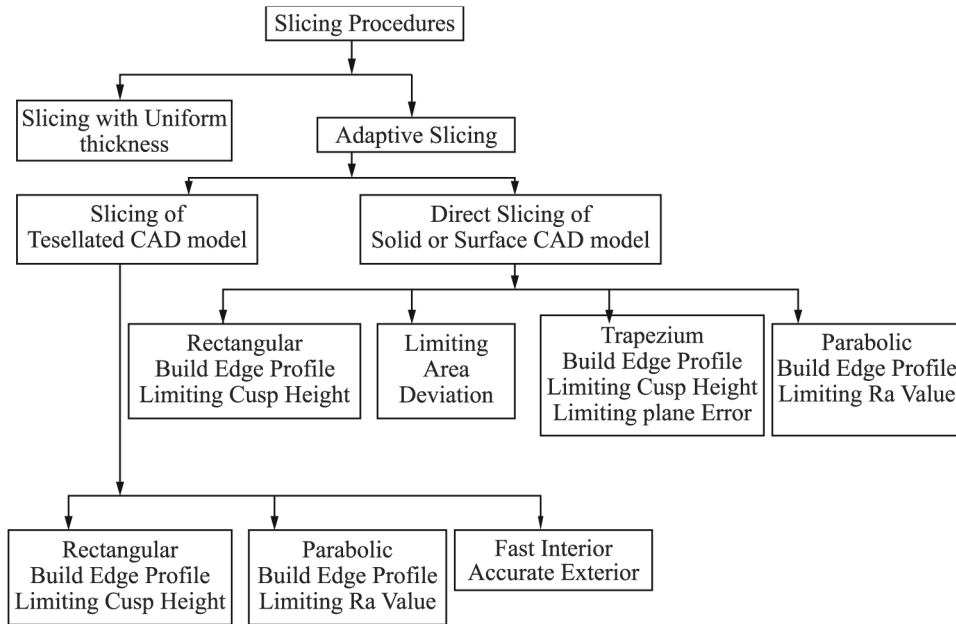 Slicing Procedures
Slicing with Uniform
thickness
Adaptive Slicing
Slicing of
Tesellated CAD model
Direct Slicing of
Solid or Surface CAD model
Rectangular
Build Edge Profile
Limiting Cusp Height
Limiting
Area
Deviation
Trapezium
Build Edge Profile
Limiting Cusp Height
Limiting plane Error
Parabolic
Build Edge Profile
Limiting Ra Value
Rectangular
Build Edge Profile
Limiting Cusp Height
Parabolic
Build Edge Profile
Limiting Ra Value
Fast Interior
Accurate Exterior